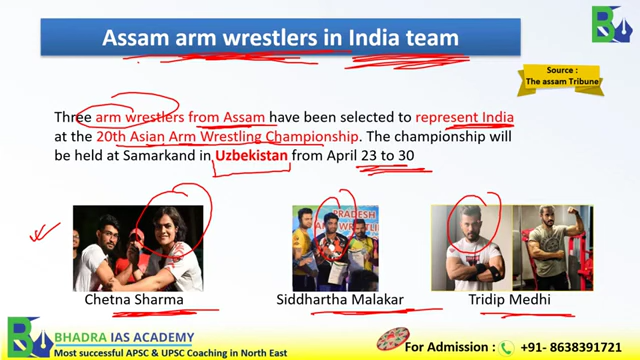 Assam arm wrestlers in India team
Source :
The assam Tribune
Three arm wrestlers from Assam have been selected to represent India
at the 20th Asian Arm Wrestling Championship. The championship will
be held at Samarkand in Uzbekistan from April 23 to 30
PRADESH
ARM WRESTLING
Chetna Sharma
Siddhartha Malakar
Tridip Medhi
BHADRA IAS ACADEMY
Most successful APSC & UPSC Coaching in North East
For Admission :
+91- 8638391721